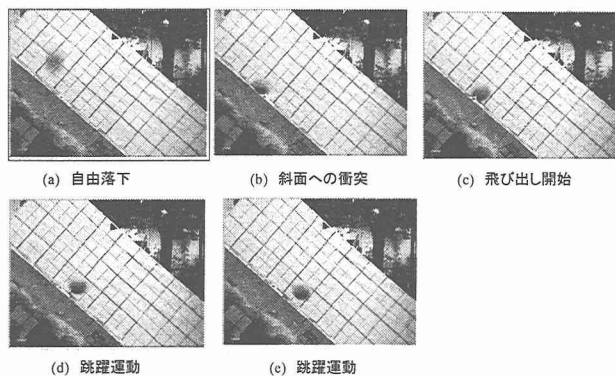 (a) 自由落下
(b) 斜面への衝突
(c) 飛び出し開始
(d) 跳躍運動
(e) 跳躍運動